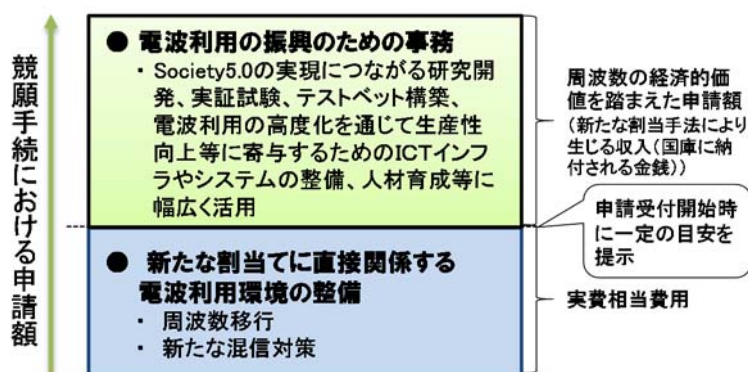 競願手続における申請額
● 電波利用の振興のための事務
・ Society5.0の実現につながる研究開
発、実証試験、テストベット構築、
電波利用の高度化を通じて生産性
向上等に寄与するためのICTインフ
ラやシステムの整備、人材育成等に
幅広く活用
● 新たな割当てに直接関係する
電波利用環境の整備
・ 周波数移行
・ 新たな混信対策
周波数の経済的価
値を踏まえた申請額
(新たな割当手法により
生じる収入(国庫に納
付される金銭))
申請受付開始時
に一定の目安を
提示
実費相当費用